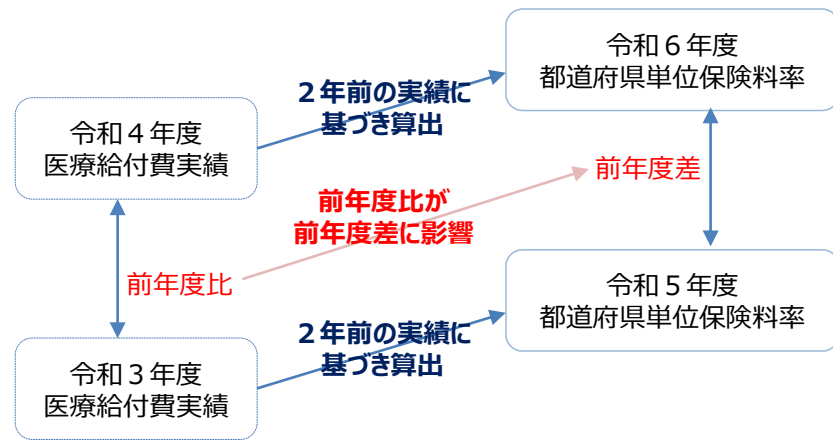 令和６年度
都道府県単位保険料率
２年前の実績に
基づき算出
令和４年度
医療給付費実績
前年度差
前年度比が
前年度差に影響
前年度比
令和５年度
都道府県単位保険料率
２年前の実績に
基づき算出
令和３年度
医療給付費実績